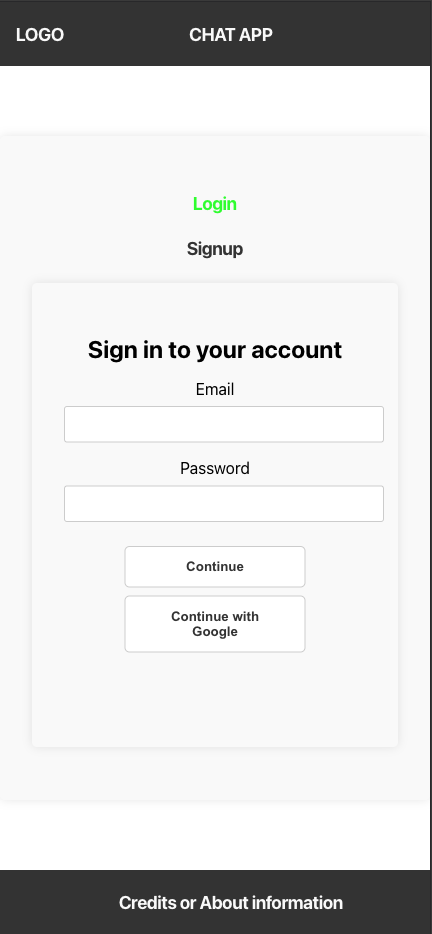 LOGO CHAT APP
Login
Signup
Sign in to your account
Email
Password
Continue
Continue with
Google
Credits or About information